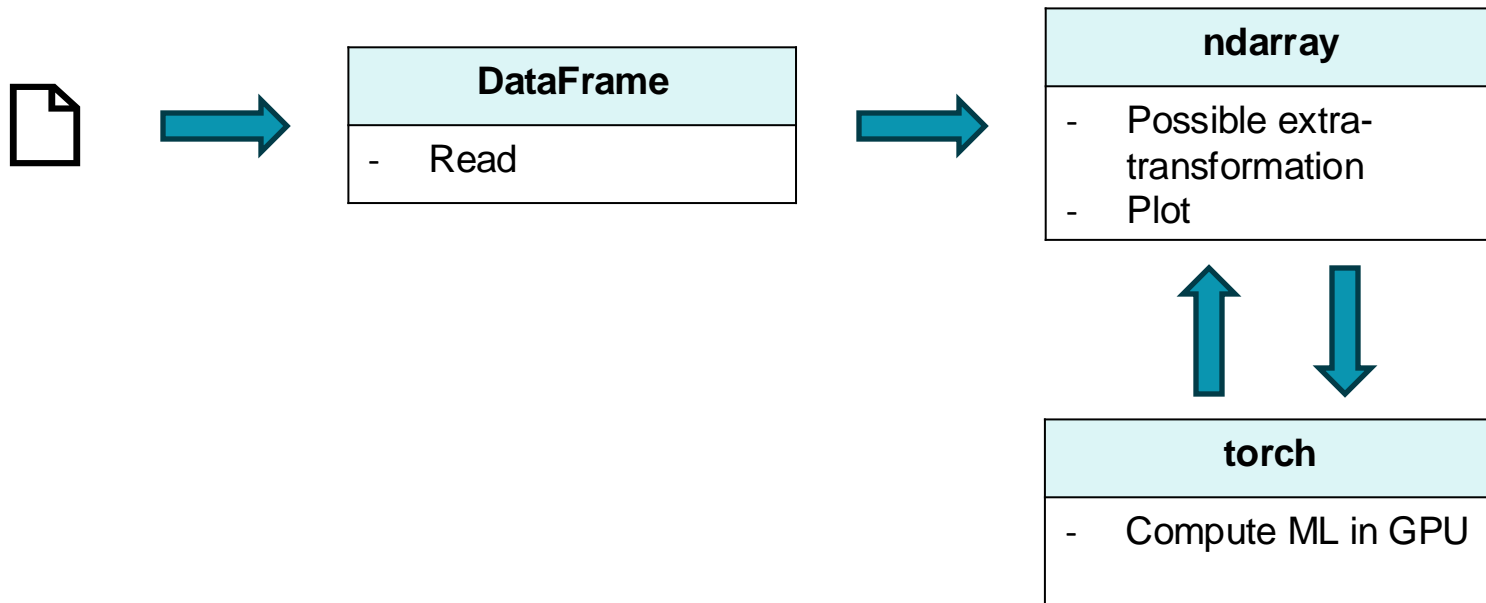 DataFrame
- Read
ndarray
- Possible extra-
transformation
- Plot
torch
- Compute ML in GPU